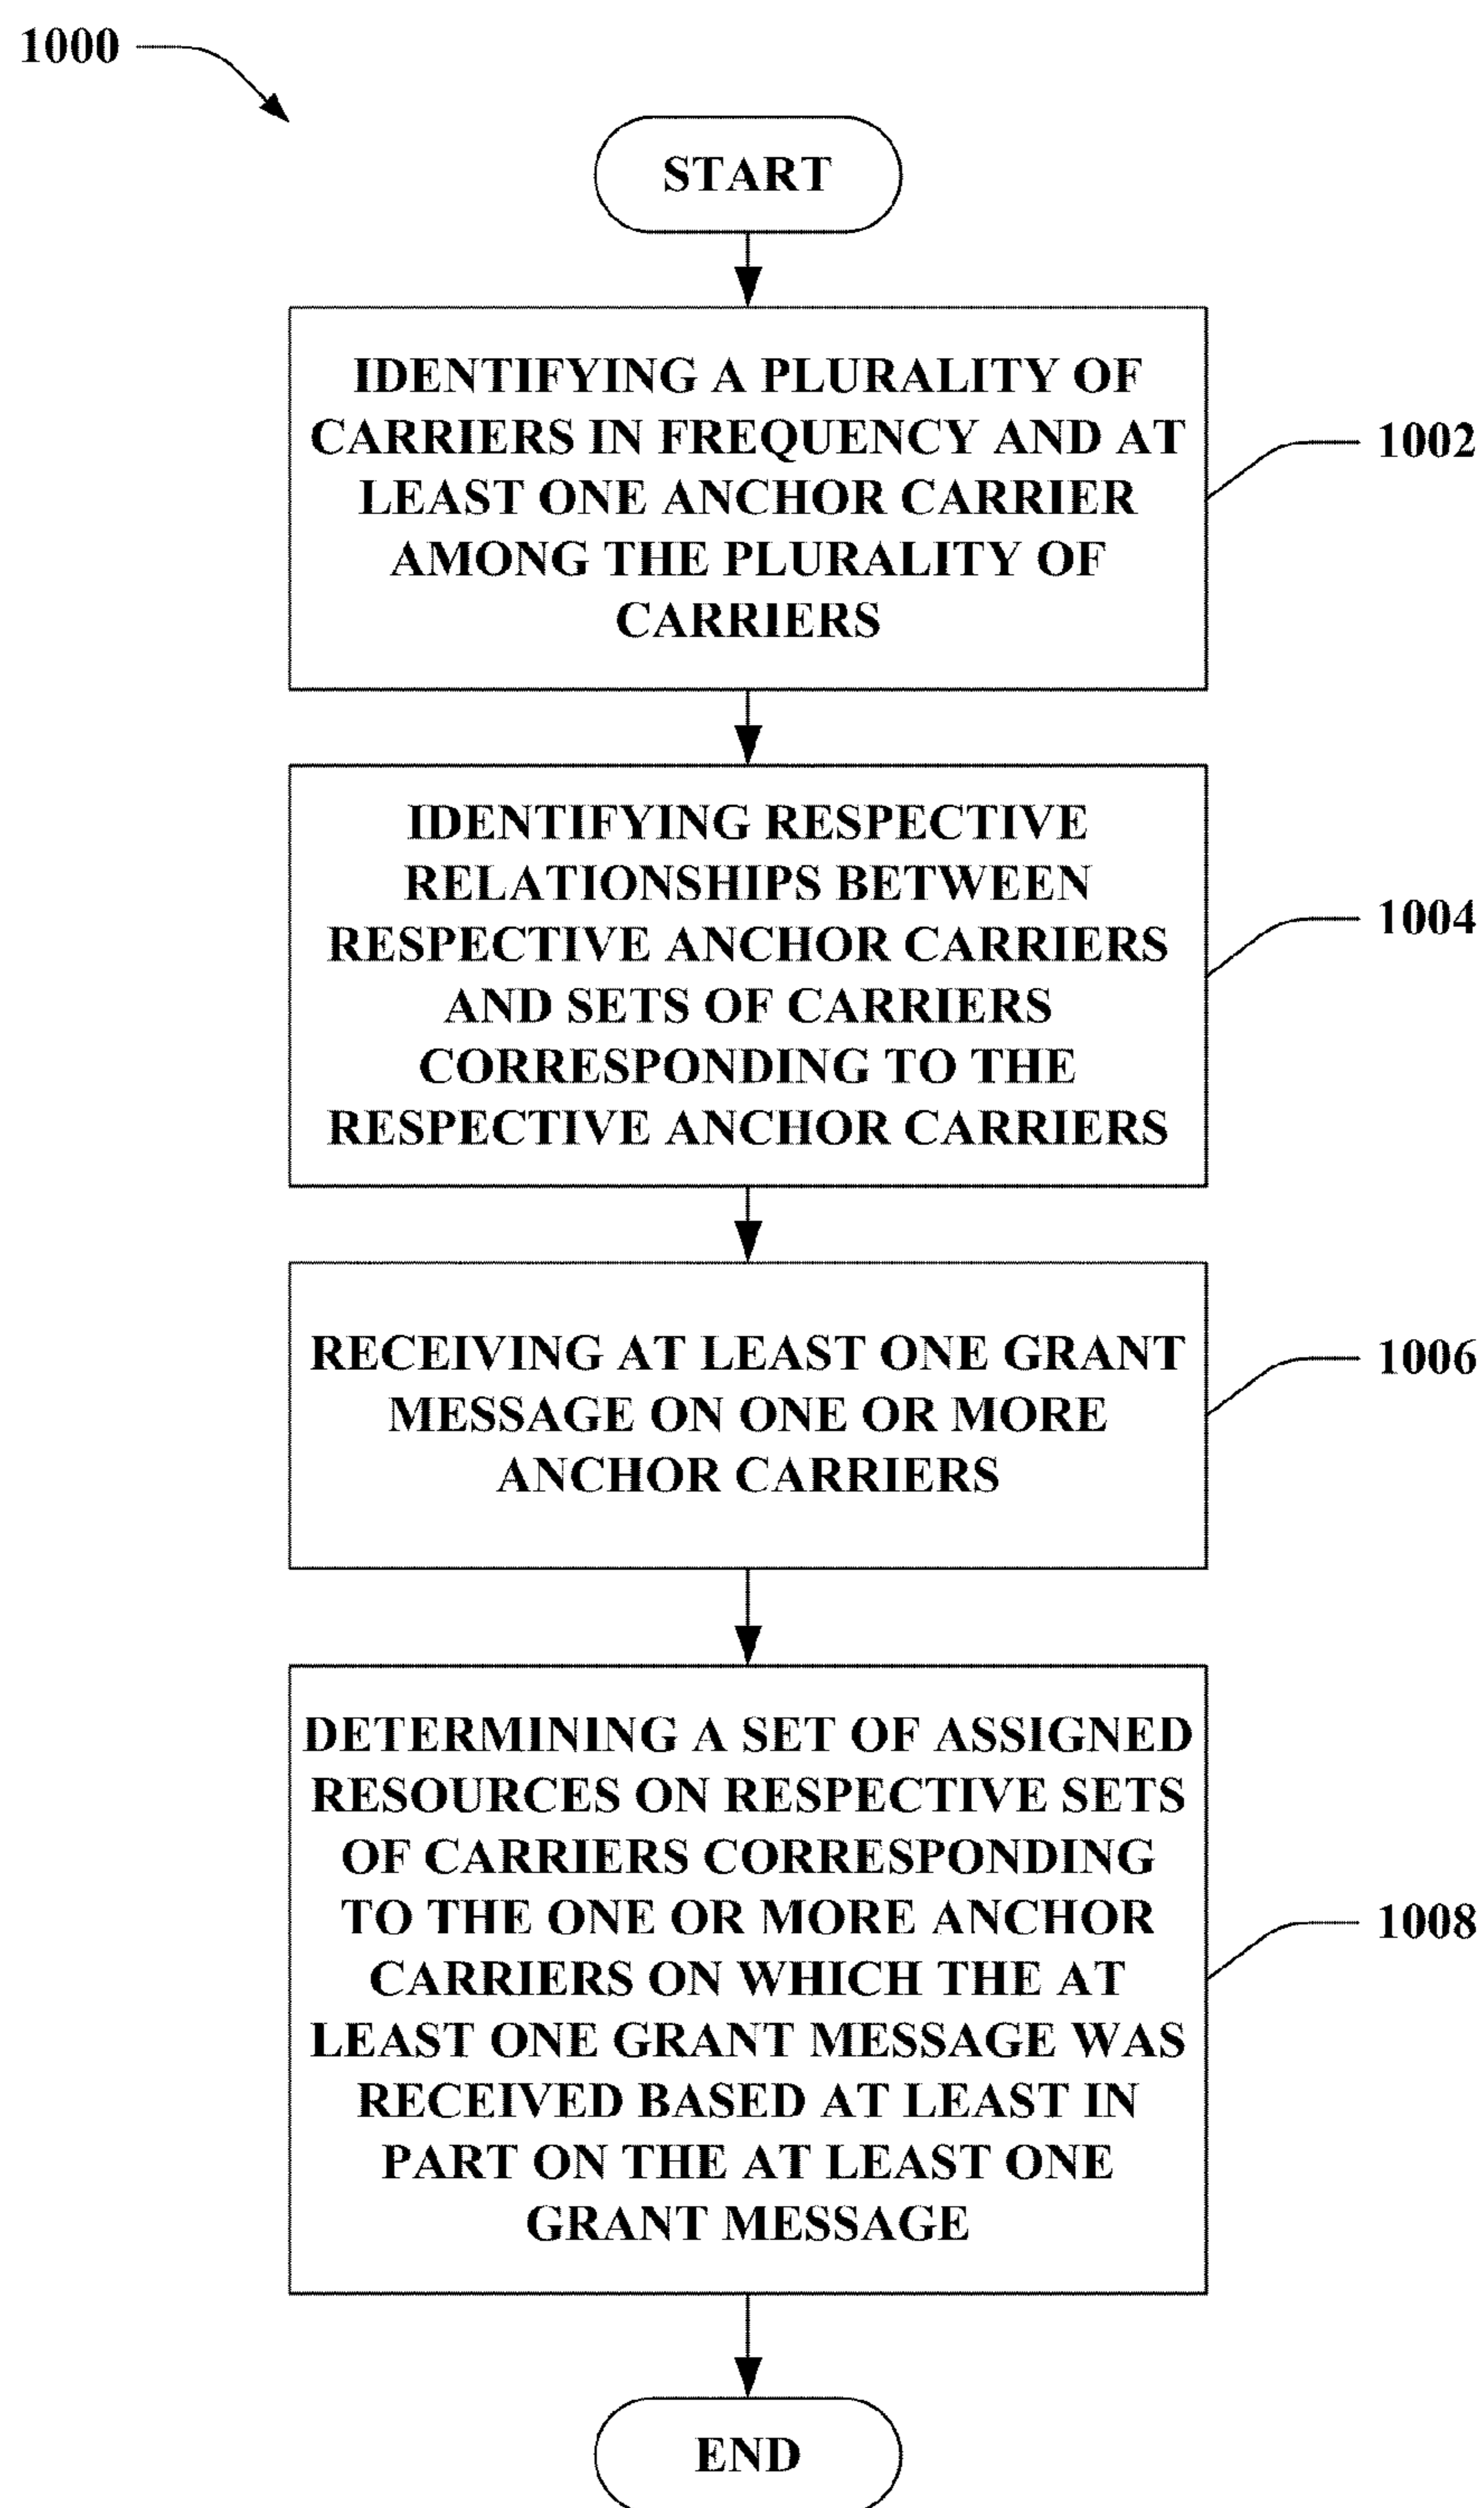 1000
START
IDENTIFYING A PLURALITY OF
CARRIERS IN FREQUENCY AND AT
LEAST ONE ANCHOR CARRIER
AMONG THE PLURALITY OF
CARRIERS
1002
IDENTIFYING RESPECTIVE
RELATIONSHIPS BETWEEN
RESPECTIVE ANCHOR CARRIERS
AND SETS OF CARRIERS
CORRESPONDING TO THE
RESPECTIVE ANCHOR CARRIERS
1004
RECEIVING AT LEAST ONE GRANT
MESSAGE ON ONE OR MORE
ANCHOR CARRIERS
1006
DETERMINING A SET OF ASSIGNED
RESOURCES ON RESPECTIVE SETS
OF CARRIERS CORRESPONDING
TO THE ONE OR MORE ANCHOR
CARRIERS ON WHICH THE AT
LEAST ONE GRANT MESSAGE WAS
RECEIVED BASED AT LEAST IN
PART ON THE AT LEAST ONE
GRANT MESSAGE
1008
END